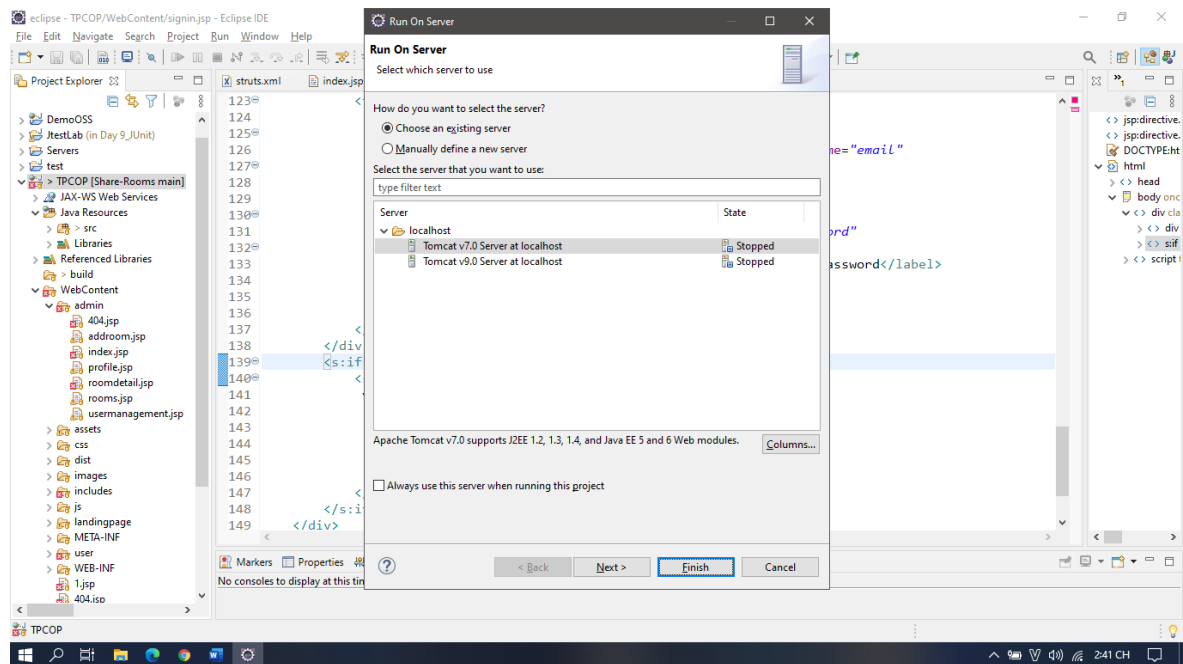 eclipse - TPCOP/WebContent/signin.jsp - Eclipse IDE
File Edit Navigate Search Project Run Window Help
Project Explorer
DemoOSS
JtestLab (in Day 9_JUnit)
Servers
test
> TPCOP [Share-Rooms main]
JAX-WS Web Services
Java Resources
> src
Libraries
Referenced Libraries
> build
WebContent
admin
404.jsp
addroom.jsp
index.jsp
profile.jsp
roomdetail.jsp
rooms.jsp
usermanagement.jsp
assets
css
dist
images
includes
js
landingpage
META-INF
user
WEB-INF
1.jsp
404.jsp
struts.xml index.jsp
123 <
124
125
126 me="email"
127
128
129
130
131 ord"
132
133 assword</label>
134
135
136
137 <
138 </div
139 <s:if
140 <
141
142
143
144
145
146
147 <
148 </s:i
149 </div>
Run On Server
Run On Server
Select which server to use
How do you want to select the server?
Choose an existing server
Manually define a new server
Select the server that you want to use:
type filter text
Server State
localhost
Tomcat v7.0 Server at localhost Stopped
Tomcat v9.0 Server at localhost Stopped
Apache Tomcat v7.0 supports J2EE 1.2, 1.3, 1.4, and Java EE 5 and 6 Web modules.
Columns...
Always use this server when running this project
< Back Next > Finish Cancel
jsp:directive.
jsp:directive.
DOCTYPE:ht
html
head
body onc
div cla
div
s:if
script t
Markers Properties
No consoles to display at this tin
TPCOP
2:41 CH